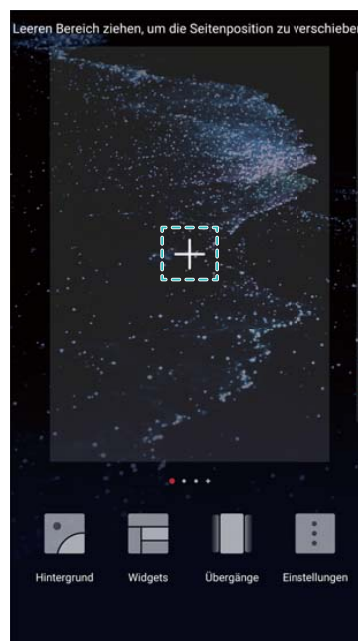 Leeren Bereich ziehen, um die Seitenposition zu verschieben
Hintergrund
Widgets
Übergänge
Einstellungen